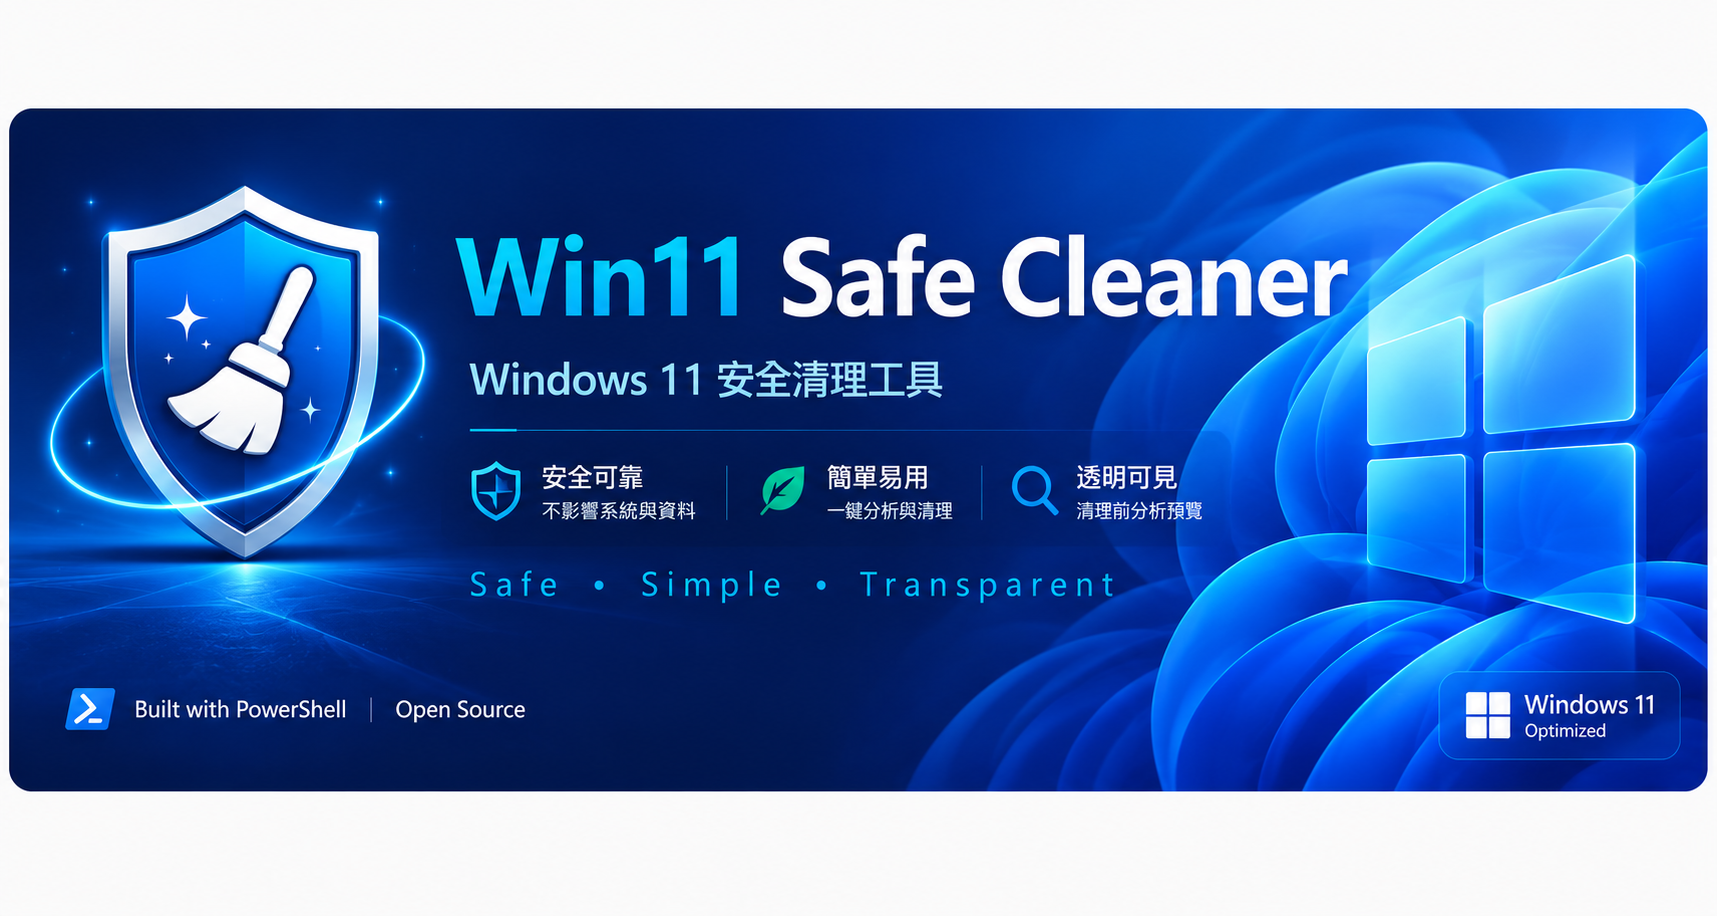 Win11 Safe Cleaner
Windows 11 安全清理工具
安全可靠
不影響系統與資料
簡單易用
一鍵分析與清理
透明可見
清理前分析預覽
Safe • Simple • Transparent
Built with PowerShell | Open Source
Windows 11
Optimized